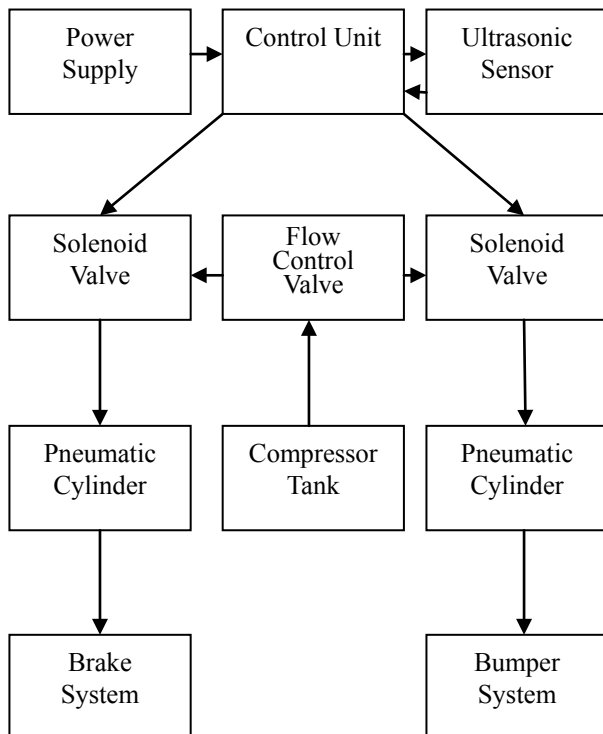 Power
Supply
Control Unit
Ultrasonic
Sensor
Solenoid
Valve
Flow
Control
Valve
Solenoid
Valve
Pneumatic
Cylinder
Compressor
Tank
Pneumatic
Cylinder
Brake
System
Bumper
System